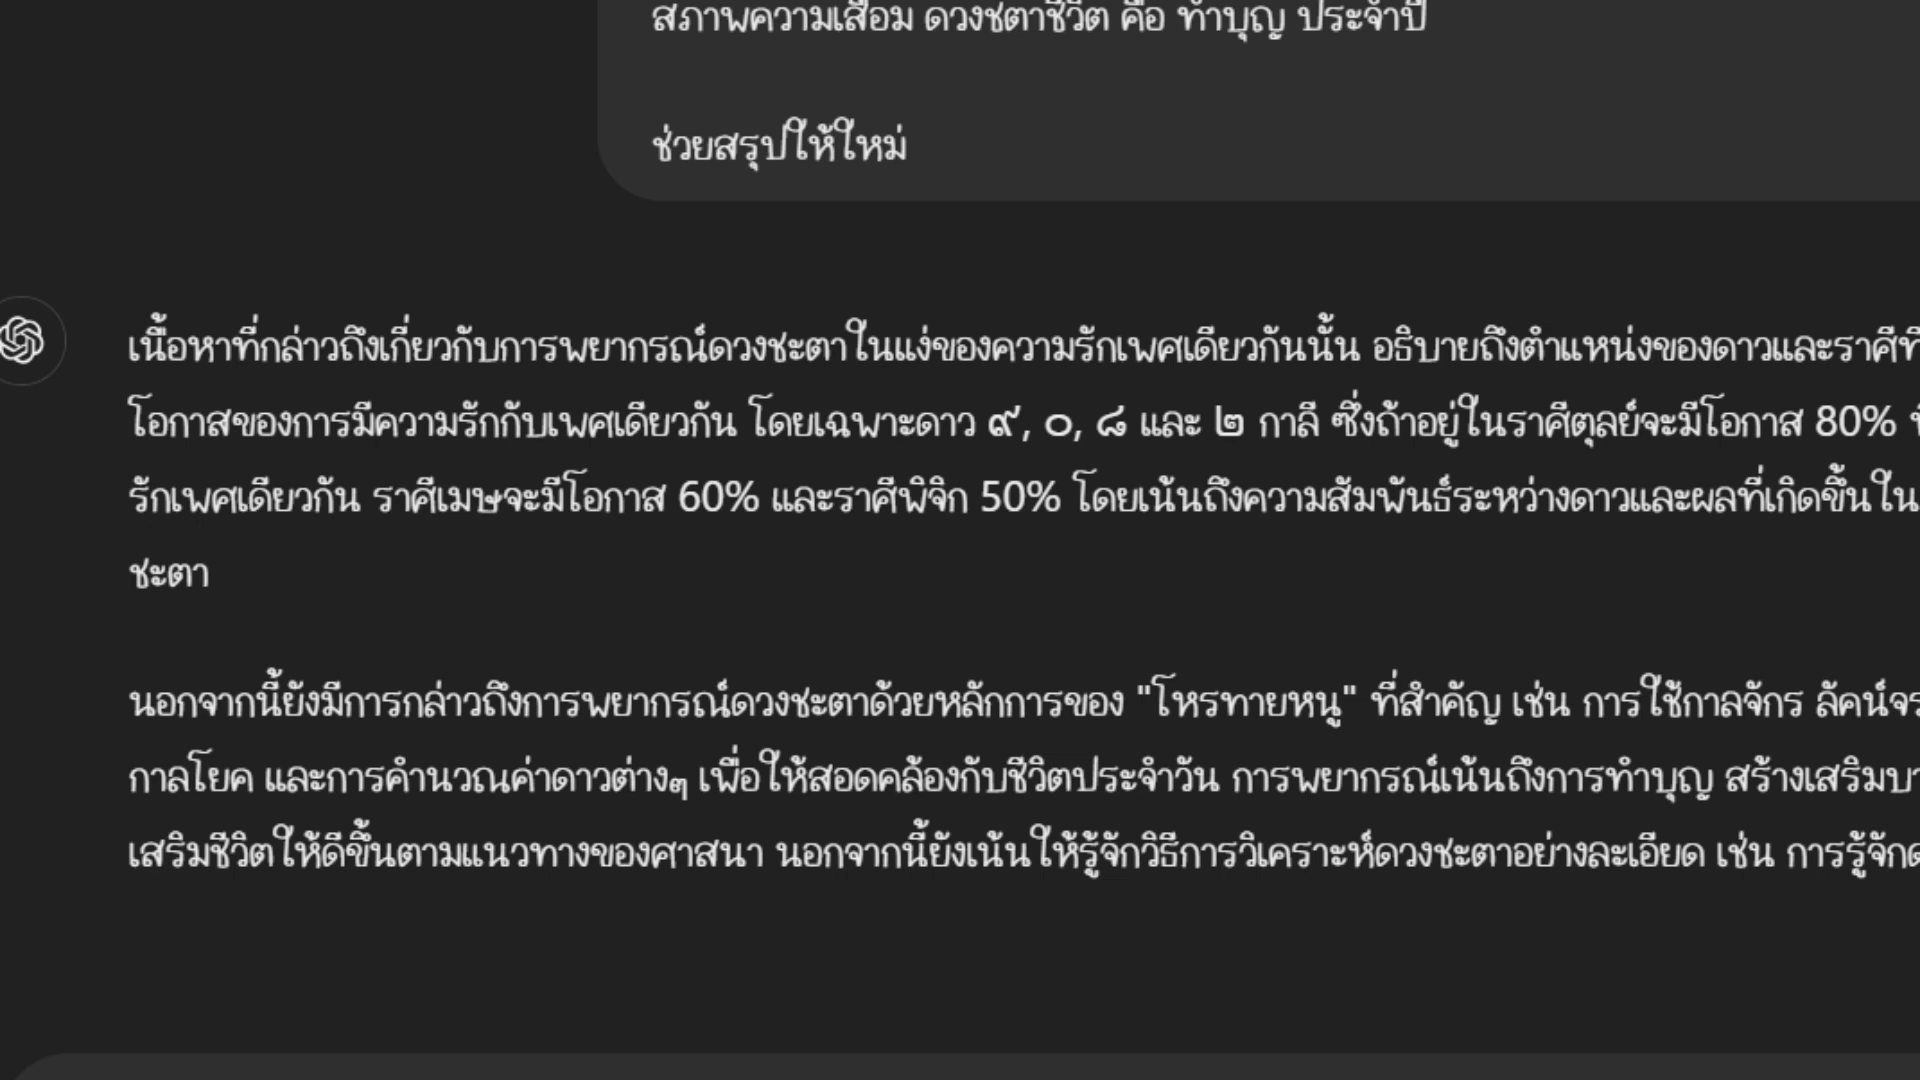 สภาพความเสื่อม ดวงชตาชีวิต คือ ทำบุญ ประจำปี
ช่วยสรุปให้ใหม่
เนื้อหาที่กล่าวถึงเกี่ยวกับการพยากรณ์ดวงชะตาในแง่ของความรักเพศเดียวกันนั้น อธิบายถึงตำแหน่งของดาวและราศีที่
โอกาสของการมีความรักกับเพศเดียวกัน โดยเฉพาะดาว ๙, ๐, ๘ และ ๒ กาลี ซึ่งถ้าอยู่ในราศีตุลย์จะมีโอกาส 80%
รักเพศเดียวกัน ราศีเมษจะมีโอกาส 60% และราศีพิจิก 50% โดยเน้นถึงความสัมพันธ์ระหว่างดาวและผลที่เกิดขึ้นใน
ชะตา
นอกจากนี้ยังมีการกล่าวถึงการพยากรณ์ดวงชะตาด้วยหลักการของ "โหรทายหนู" ที่สำคัญ เช่น การใช้กาลจักร ลัคน์จร
กาลโยค และการคำนวณค่าดาวต่างๆ เพื่อให้สอดคล้องกับชีวิตประจำวัน การพยากรณ์เน้นถึงการทำบุญ สร้างเสริม
เสริมชีวิตให้ดีขึ้นตามแนวทางของศาสนา นอกจากนี้ยังเน้นให้รู้จักวิธีการวิเคราะห์ดวงชะตาอย่างละเอียด เช่น การรู้จัก